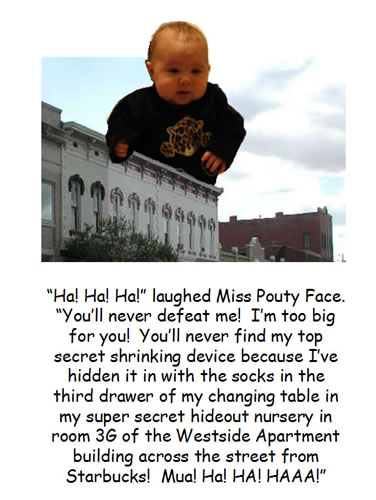 “Ha! Ha! Ha!” laughed Miss Pouty Face.
“You’ll never defeat me!  I’m too big
for you!  You’ll never find my top
secret shrinking device because I’ve
hidden it in with the socks in the
third drawer of my changing table in
my super secret hideout nursery in
room 3G of the Westside Apartment
building across the street from
Starbucks!  Mua! Ha! HA! HAAA!”